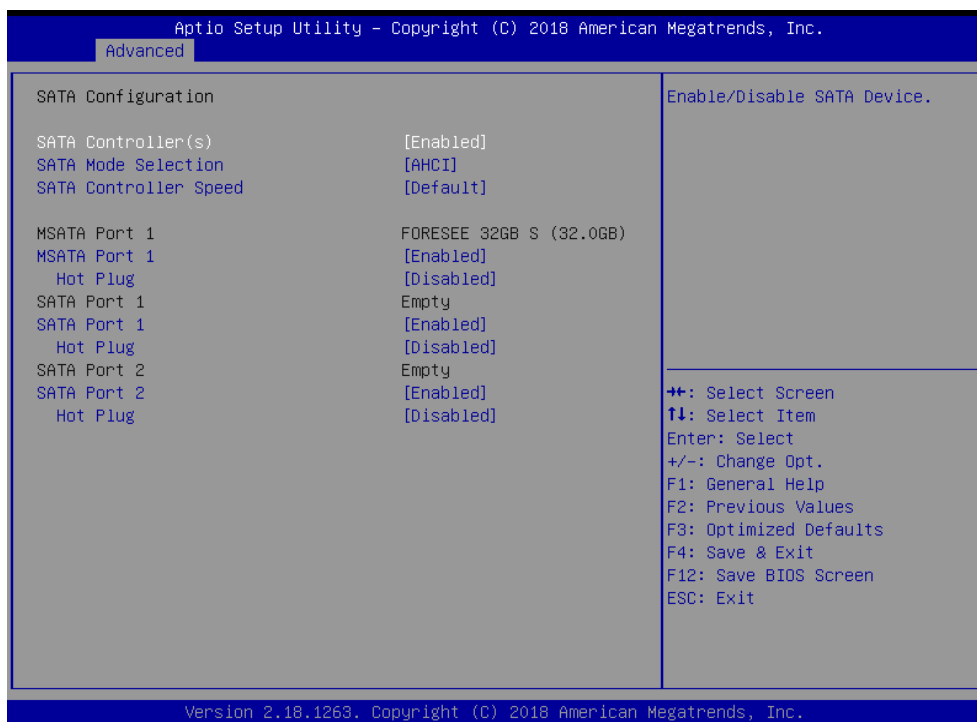 Aptio Setup Utility – Copyright (C) 2018 American Megatrends, Inc.
Advanced
SATA Configuration
SATA Controller(s) [Enabled]
SATA Mode Selection [AHCI]
SATA Controller Speed [Default]
MSATA Port 1 FORESEE 32GB S (32.0GB)
MSATA Port 1 [Enabled]
Hot Plug [Disabled]
SATA Port 1 Empty
SATA Port 1 [Enabled]
Hot Plug [Disabled]
SATA Port 2 Empty
SATA Port 2 [Enabled]
Hot Plug [Disabled]
Enable/Disable SATA Device.
→←: Select Screen
↑↓: Select Item
Enter: Select
+/-: Change Opt.
F1: General Help
F2: Previous Values
F3: Optimized Defaults
F4: Save & Exit
F12: Save BIOS Screen
ESC: Exit
Version 2.18.1263. Copyright (C) 2018 American Megatrends, Inc.